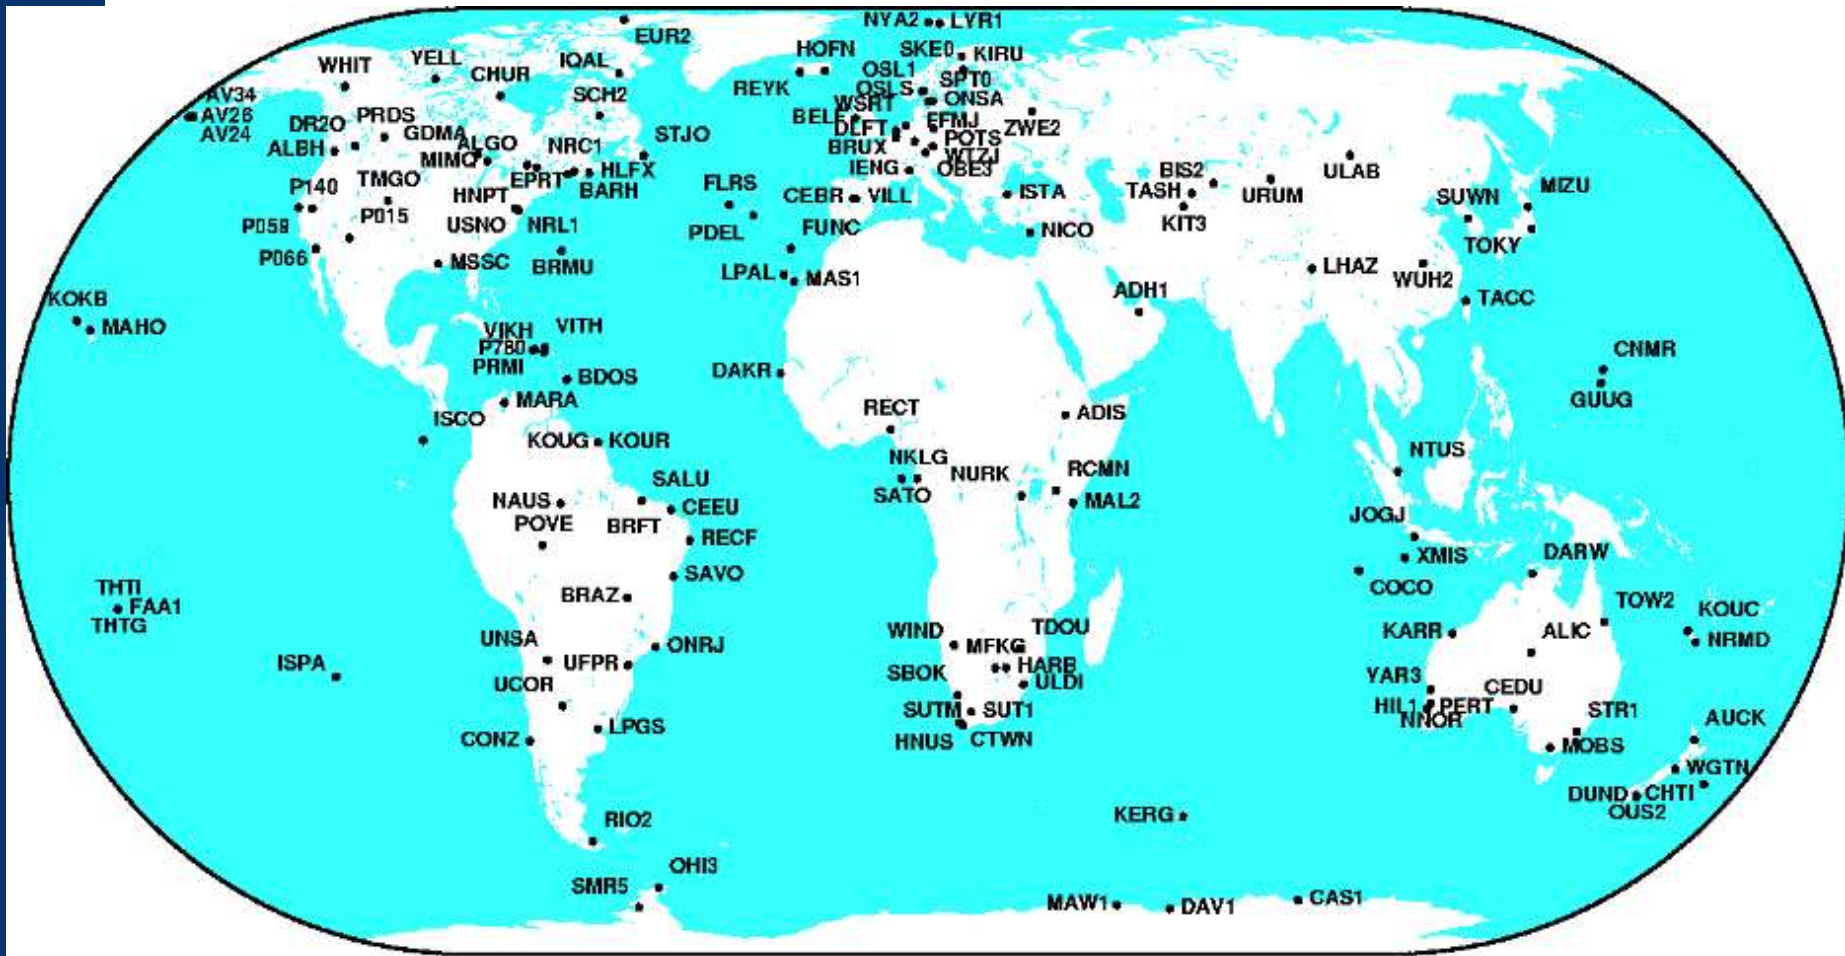 NYA2
LYR1
EUR2
HOFN
SKE0
KIRU
YELL
IQAL
WHIT
CHUR
OSL1
SPT0
REYK
OSLS
SCH2
AV34
WSRT
ONSA
AV26
PRDS
BELF
AV24
DR2O
GDMA
ALGO
NRC1
STJO
DLFT
EFMJ
ZWE2
POTS
ALBH
MIMQ
BRUX
WTZJ
IENG
OBE3
HLFX
BIS2
ULAB
TMGO
EPRT
P140
HNPT
BARH
FLRS
CEBR
VILL
ISTA
TASH
URUM
SUWN
MIZU
P059
P015
USNO
NRL1
PDEL
FUNC
NICO
KIT3
TOKY
P066
MSSC
BRMU
LPAL
MAS1
LHAZ
WUH2
ADH1
TACC
KOKB
MAHO
VIKH
VITH
P780
PRMI
CNMR
DAKR
BDOS
GUUG
MARA
ISCO
RECT
ADIS
KOUG
KOUR
NKLG
NURK
RCMN
NTUS
SALU
SATO
NAUS
CEEU
MAL2
POVE
BRFT
RECF
JOGJ
XMIS
DARW
SAVO
COCO
THTI
FAA1
THTG
BRAZ
TOW2
KOUC
WIND
TDOU
KARR
ALIC
NRMD
UNSA
MFKG
ONRJ
ISPA
UFPR
SBOK
HARB
YAR3
ULDI
UCOR
CEDU
SUTM
SUT1
HIL1
PERT
NNOR
STR1
AUCK
CONZ
LPGS
HNUS
CTWN
MOBS
WGTN
DUND
CHTI
OUS2
RIO2
KERG
OHI3
SMR5
MAW1
DAV1
CAS1